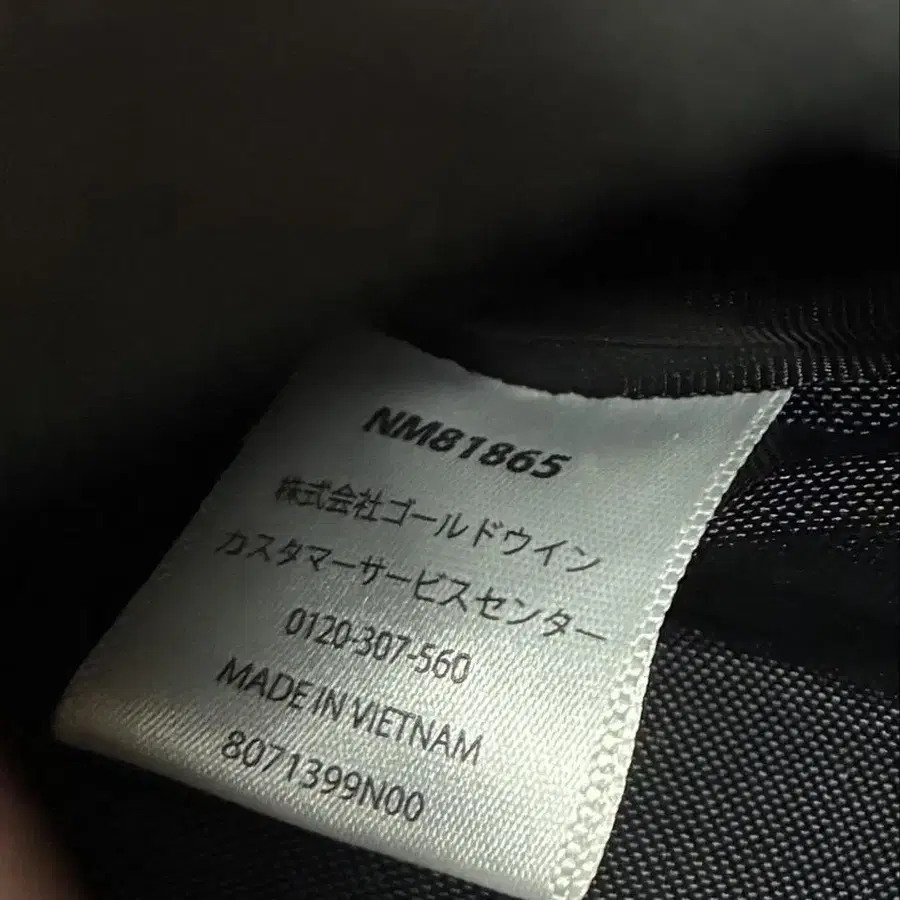 NM81865
株式会社ゴールドウイン
カスタマーサービスセンター
0120-307-560
MADE IN VIETNAM
8071399N00